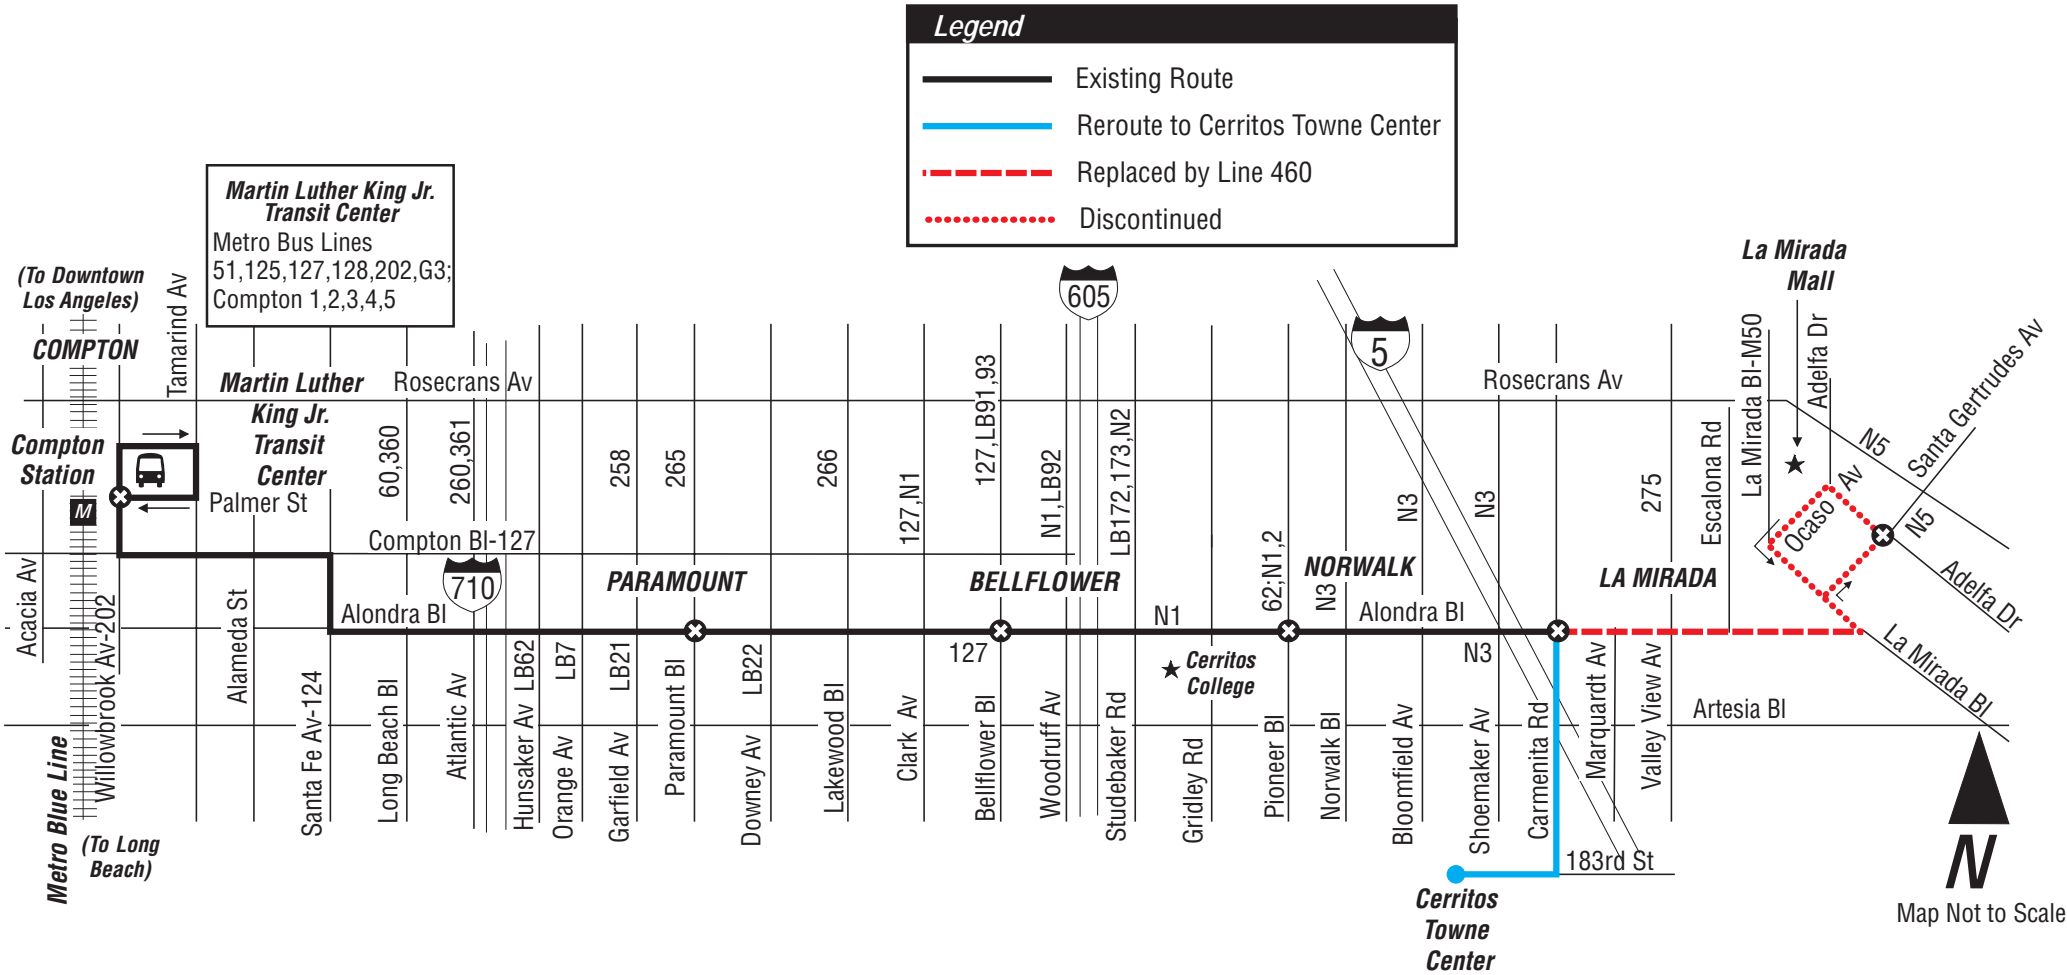 Legend
Existing Route
Reroute to Cerritos Towne Center
Replaced by Line 460
Discontinued
Martin Luther King Jr.
Transit Center
Metro Bus Lines
51,125,127,128,202,G3;
Compton 1,2,3,4,5
(To Downtown
Los Angeles)
COMPTON
Tamarind Av
Martin Luther
King Jr.
Transit
Center
Rosecrans Av
Compton
Station
M
Palmer St
60,360
260,361
258
265
266
127,N1
127,LB91,93
N1,LB92
605
LB172,173,N2
62;N1,2
N3
N3
N3
5
Rosecrans Av
275
Escalona Rd
La Mirada Bl-M50
La Mirada
Mall
Adelfa Dr
N5
Santa Gertrudes Av
Ocaso
Av
N5
Adelfa Dr
La Mirada Bl
Compton Bl-127
710
PARAMOUNT
BELLFLOWER
NORWALK
LA MIRADA
Alondra Bl
N1
Alondra Bl
127
N3
Cerritos
College
Acacia Av
Willowbrook Av-202
Alameda St
Santa Fe Av-124
Long Beach Bl
Atlantic Av
Hunsaker Av
LB62
Orange Av
LB7
Garfield Av
LB21
Paramount Bl
Downey Av
LB22
Lakewood Bl
Clark Av
Bellflower Bl
Woodruff Av
Studebaker Rd
Gridley Rd
Pioneer Bl
Norwalk Bl
Bloomfield Av
Shoemaker Av
Carmenita Rd
Marquardt Av
Valley View Av
Artesia Bl
Metro Blue Line
(To Long
Beach)
183rd St
Cerritos
Towne
Center
N
Map Not to Scale